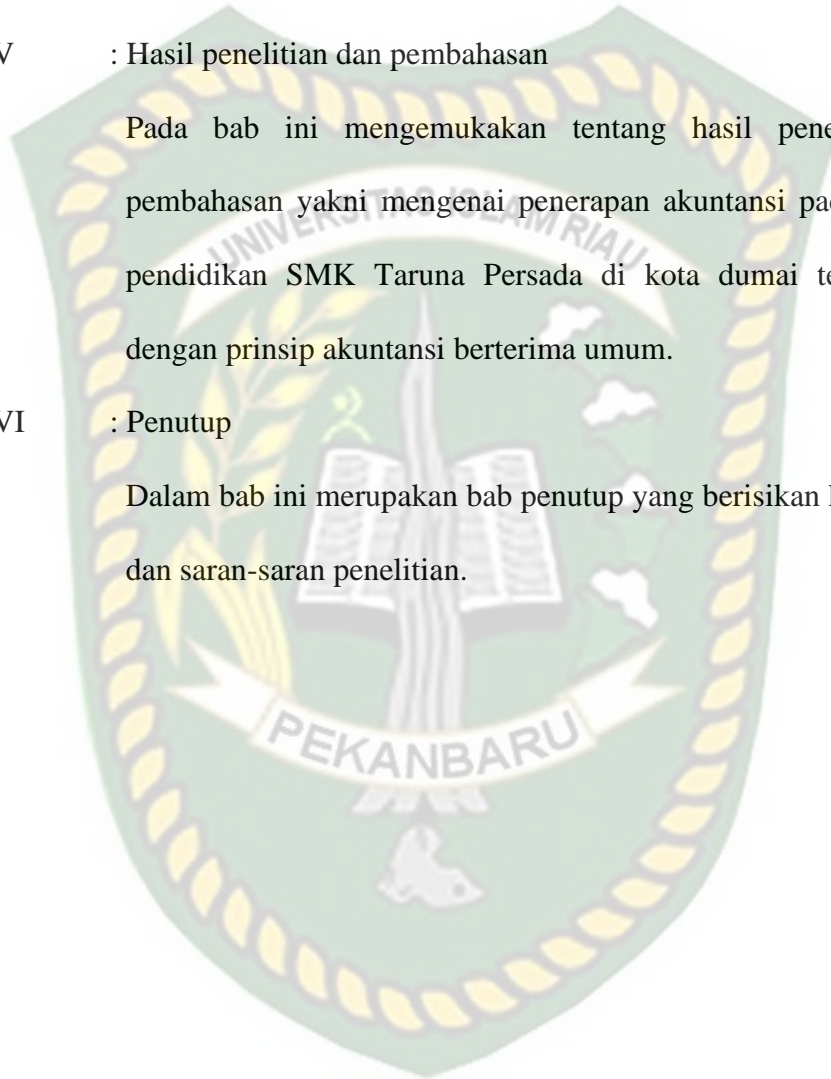 V : Hasil penelitian dan pembahasan
Pada bab ini mengemukakan tentang hasil
pembahasan yakni mengenai penerapan akuntansi
UNIVERSITAS ISLAM RIAU
pendidikan SMK Taruna Persada di kota dumai
dengan prinsip akuntansi berterima umum.
VI : Penutup
Dalam bab ini merupakan bab penutup yang berisikan
dan saran-saran penelitian.
PEKANBARU